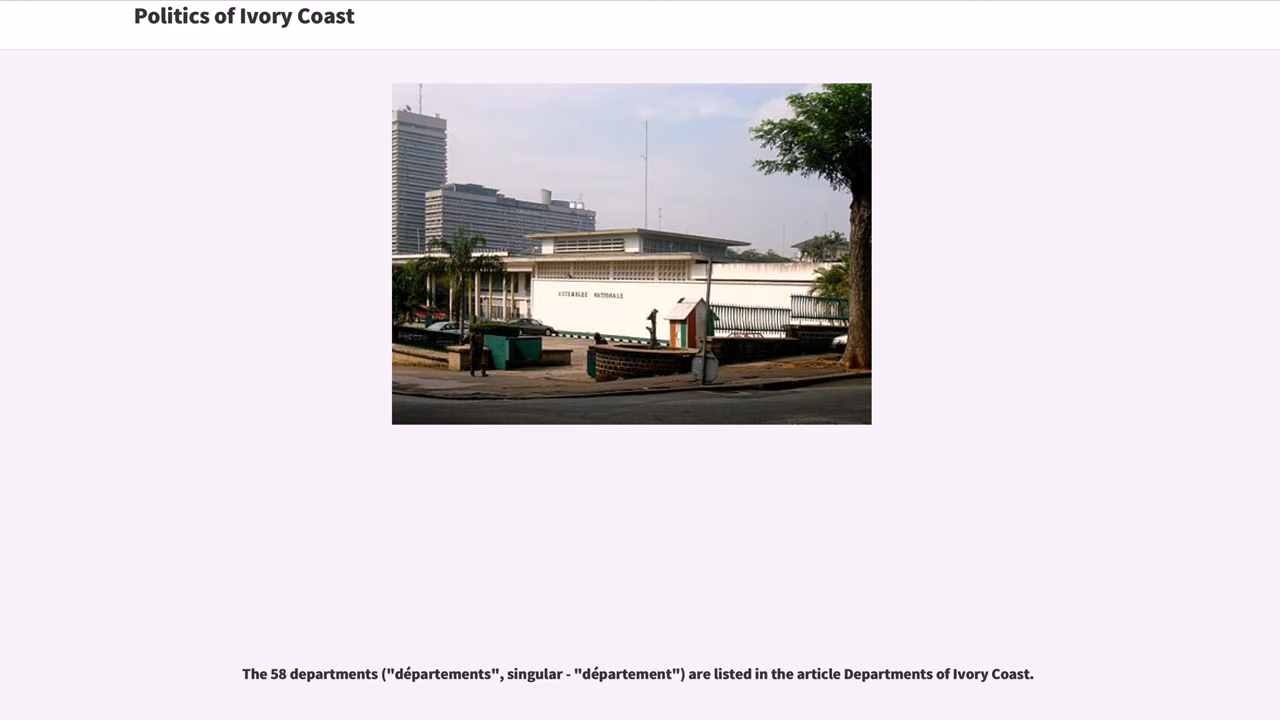 Politics of Ivory Coast
ASSEMBLEE NATIONALE
The 58 departments ("départements", singular - "département") are listed in the article Departments of Ivory Coast.